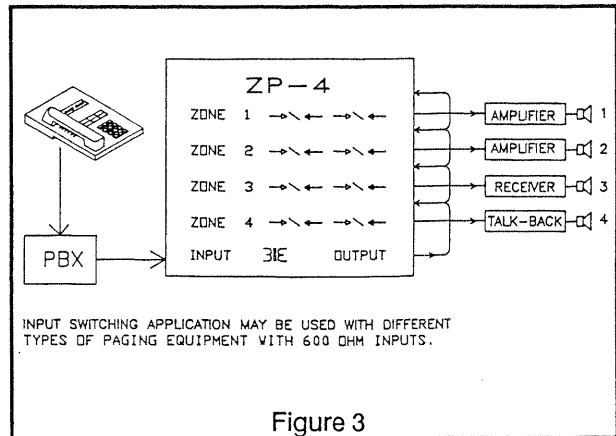 ZP-4
ZONE 1
AMPLIFIER 1
ZONE 2
AMPLIFIER 2
ZONE 3
RECEIVER 3
ZONE 4
TALK-BACK 4
PBX
INPUT OUTPUT
INPUT SWITCHING APPLICATION MAY BE USED WITH DIFFERENT
TYPES OF PAGING EQUIPMENT WITH 600 OHM INPUTS.
Figure 3